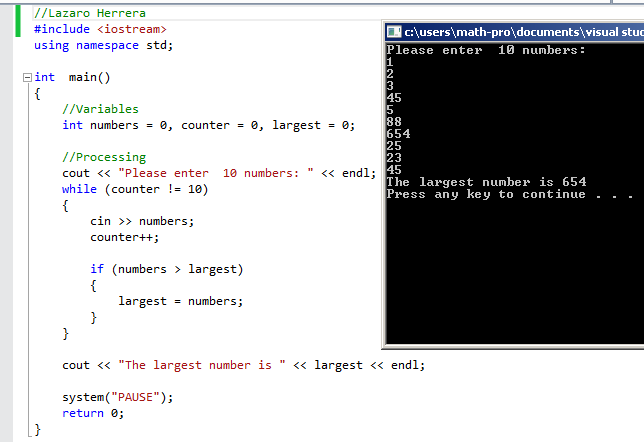 //Lazaro Herrera
#include <iostream>
using namespace std;
int  main()
{
//Variables
int numbers = 0, counter = 0, largest = 0;
//Processing
cout << "Please enter  10 numbers: " << endl;
while (counter != 10)
{
cin >> numbers;
counter++;
if (numbers > largest)
{
largest = numbers;
}
}
cout << "The largest number is " << largest << endl;
system("PAUSE");
return 0;
}
c:\users\math-pro\documents\visual stud
Please enter  10 numbers:
1
2
3
45
5
88
654
25
23
45
The largest number is 654
Press any key to continue . . .